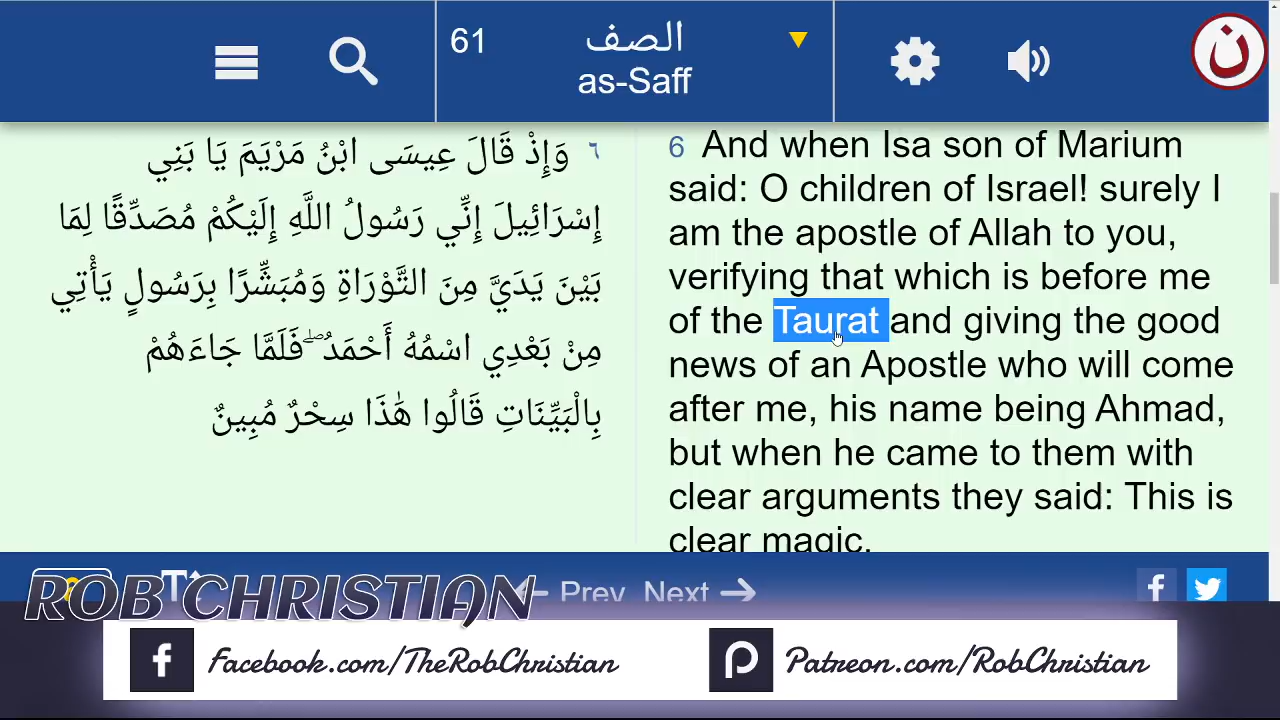 61
الصف
as-Saff
ن
٦ وَإِذْ قَالَ عِيسَى ابْنُ مَرْيَمَ يَا بَنِي
إِسْرَائِيلَ إِنِّي رَسُولُ اللَّهِ إِلَيْكُمْ مُصَدِّقًا لِمَا
بَيْنَ يَدَيَّ مِنَ التَّوْرَاةِ وَمُبَشِّرًا بِرَسُولٍ يَأْتِي
مِنْ بَعْدِي اسْمُهُ أَحْمَدُ ۖ فَلَمَّا جَاءَهُمْ
بِالْبَيِّنَاتِ قَالُوا هَٰذَا سِحْرٌ مُبِينٌ
6 And when Isa son of Marium
said: O children of Israel! surely I
am the apostle of Allah to you,
verifying that which is before me
of the Taurat and giving the good
news of an Apostle who will come
after me, his name being Ahmad,
but when he came to them with
clear arguments they said: This is
clear magic.
← Prev Next →
ROB CHRISTIAN
Facebook.com/TheRobChristian
Patreon.com/RobChristian